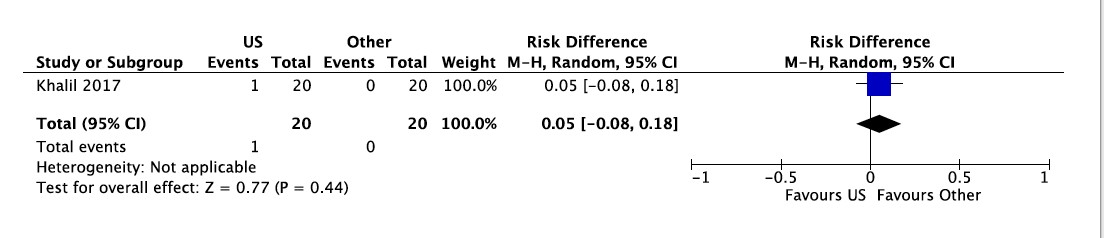 US Other Risk Difference Risk Difference
Study or Subgroup Events Total Events Total Weight M-H, Random, 95% CI M-H, Random, 95% CI
Khalil 2017 1 20 0 20 100.0% 0.05 [-0.08, 0.18]
Total (95% CI) 20 20 100.0% 0.05 [-0.08, 0.18]
Total events 1 0
Heterogeneity: Not applicable
Test for overall effect: Z = 0.77 (P = 0.44)
-1 -0.5 0 0.5 1
Favours US Favours Other